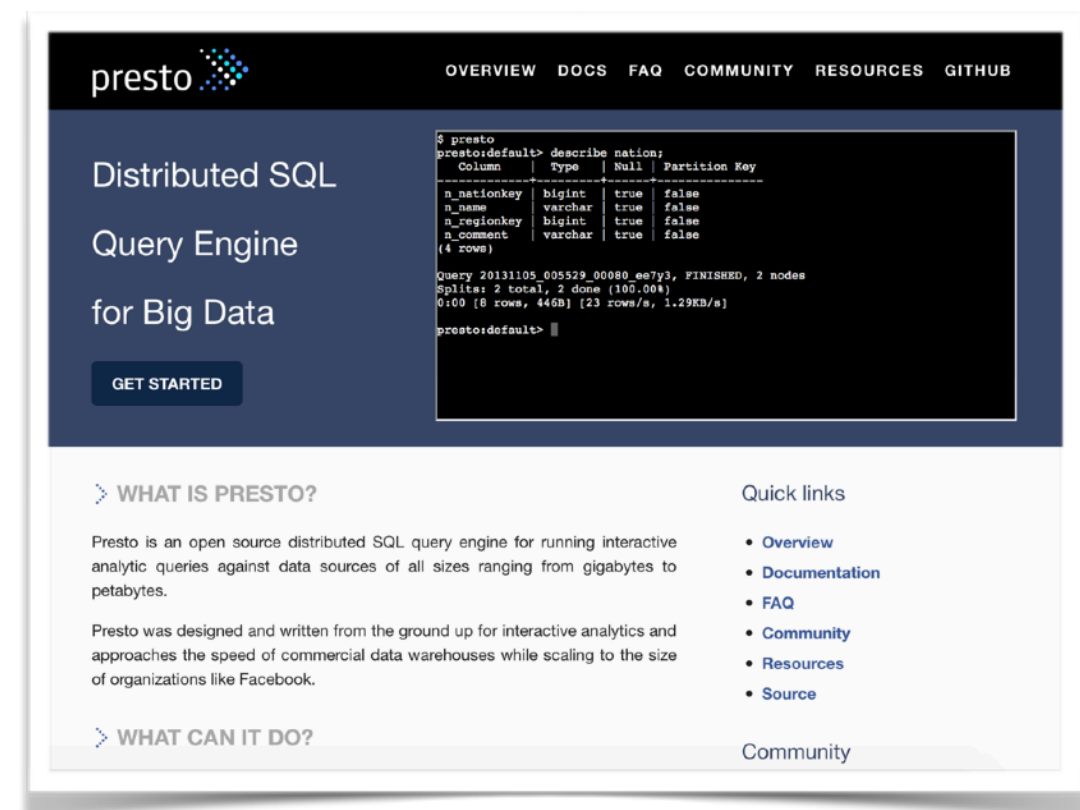 presto
OVERVIEW DOCS FAQ COMMUNITY RESOURCES GITHUB
Distributed SQL
Query Engine
for Big Data
GET STARTED
$ presto
presto:default> describe nation;
Column | Type | Null | Partition Key
-------------+---------+------+---------------
n_nationkey | bigint | true | false
n_name | varchar | true | false
n_regionkey | bigint | true | false
n_comment | varchar | true | false
(4 rows)
Query 20131105_005529_00080_ee7y3, FINISHED, 2 nodes
Splits: 2 total, 2 done (100.00%)
0:00 [8 rows, 446B] [23 rows/s, 1.29KB/s]
presto:default>
WHAT IS PRESTO?
Presto is an open source distributed SQL query engine for running interactive
analytic queries against data sources of all sizes ranging from gigabytes to
petabytes.
Presto was designed and written from the ground up for interactive analytics and
approaches the speed of commercial data warehouses while scaling to the size
of organizations like Facebook.
WHAT CAN IT DO?
Quick links
• Overview
• Documentation
• FAQ
• Community
• Resources
• Source
Community